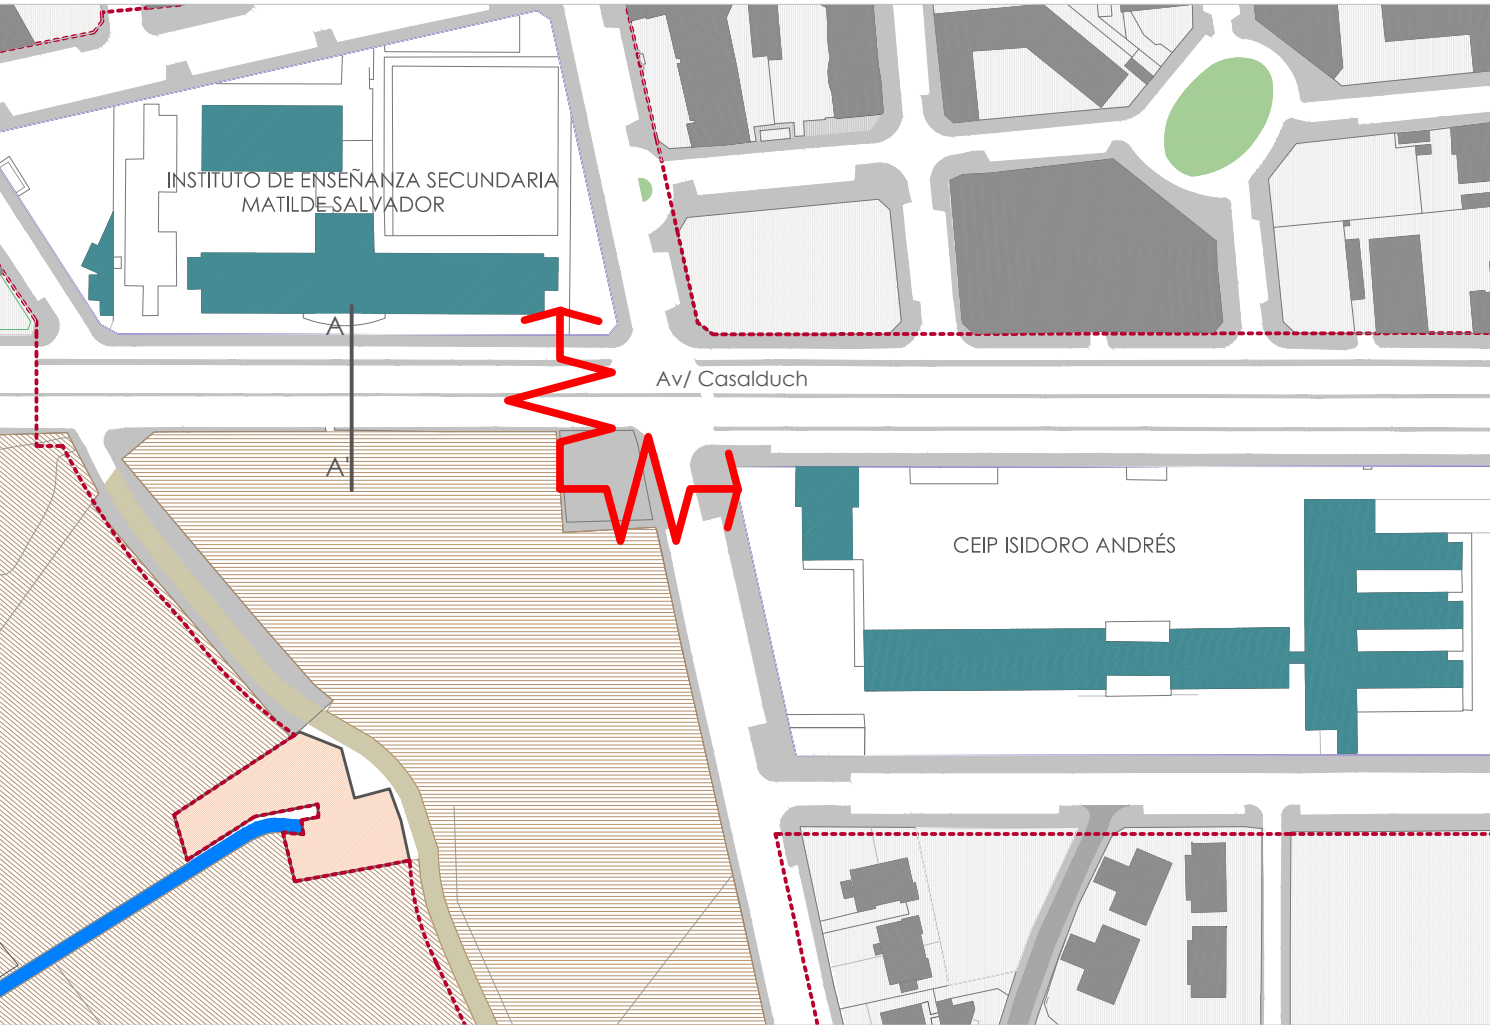 INSTITUTO DE ENSEÑANZA SECUNDARIA
MATILDE SALVADOR
A
Av/ Casalduch
A'
CEIP ISIDORO ANDRÉS